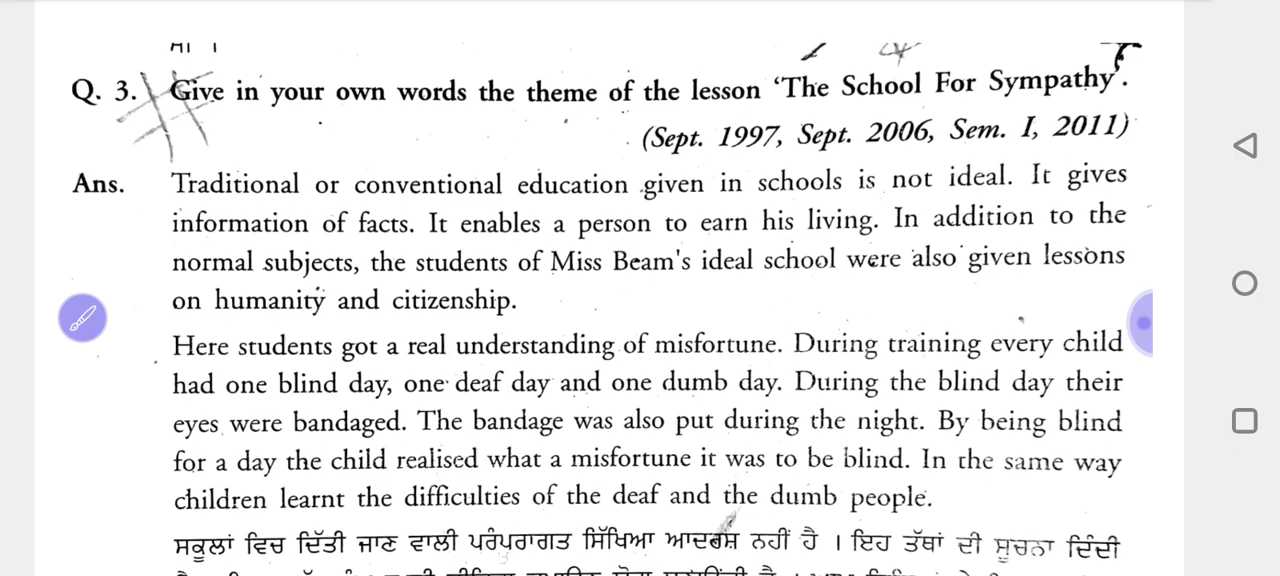 Q. 3. Give in your own words the theme of the lesson 'The School For Sympathy'.
(Sept. 1997, Sept. 2006, Sem. I, 2011)
Ans. Traditional or conventional education given in schools is not ideal. It gives
information of facts. It enables a person to earn his living. In addition to the
normal subjects, the students of Miss Beam's ideal school were also given lessons
on humanity and citizenship.
Here students got a real understanding of misfortune. During training every child
had one blind day, one deaf day and one dumb day. During the blind day their
eyes were bandaged. The bandage was also put during the night. By being blind
for a day the child realised what a misfortune it was to be blind. In the same way
children learnt the difficulties of the deaf and the dumb people.
ਸਕੂਲਾਂ ਵਿਚ ਦਿੱਤੀ ਜਾਣ ਵਾਲੀ ਪਰੰਪਰਾਗਤ ਸਿੱਖਿਆ ਆਦਰਸ਼ ਨਹੀਂ ਹੈ । ਇਹ ਤੱਥਾਂ ਦੀ ਸੂਚਨਾ ਦਿੰਦੀ